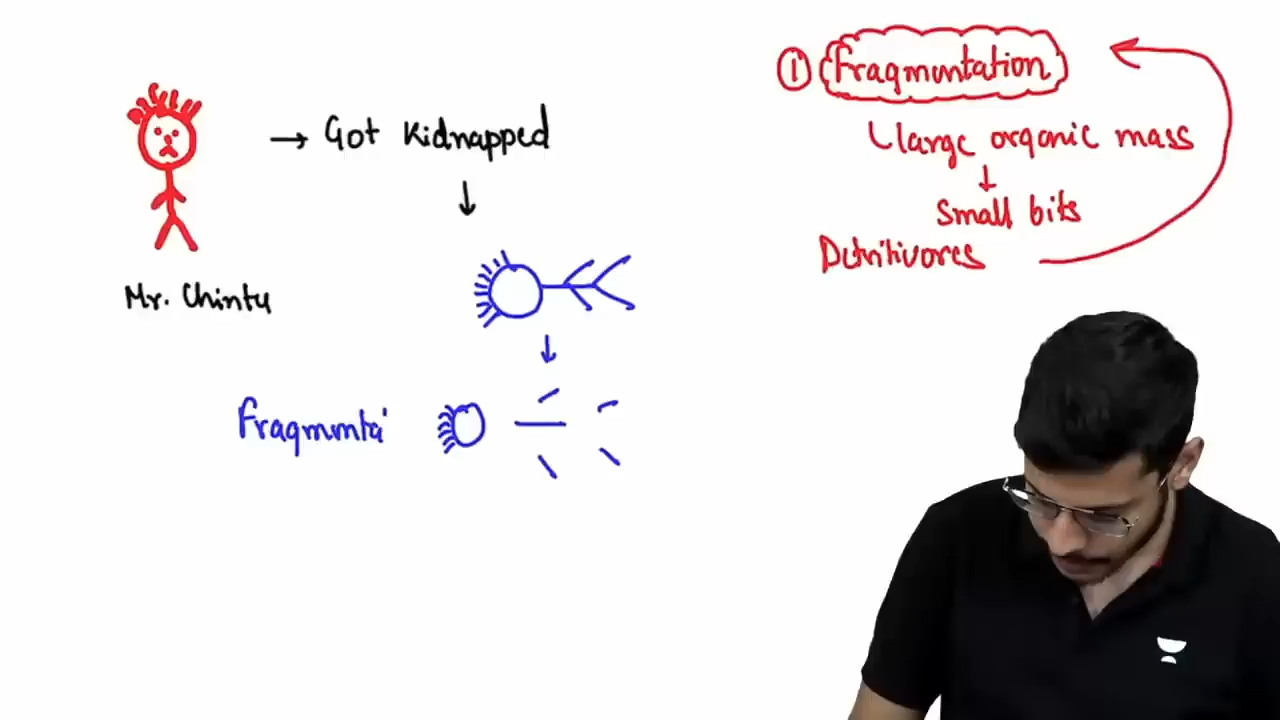 → Got kidnapped
Mr. Chintu
Fragmenta
① Fragmentation
Large organic mass
Small bits
Detritivores